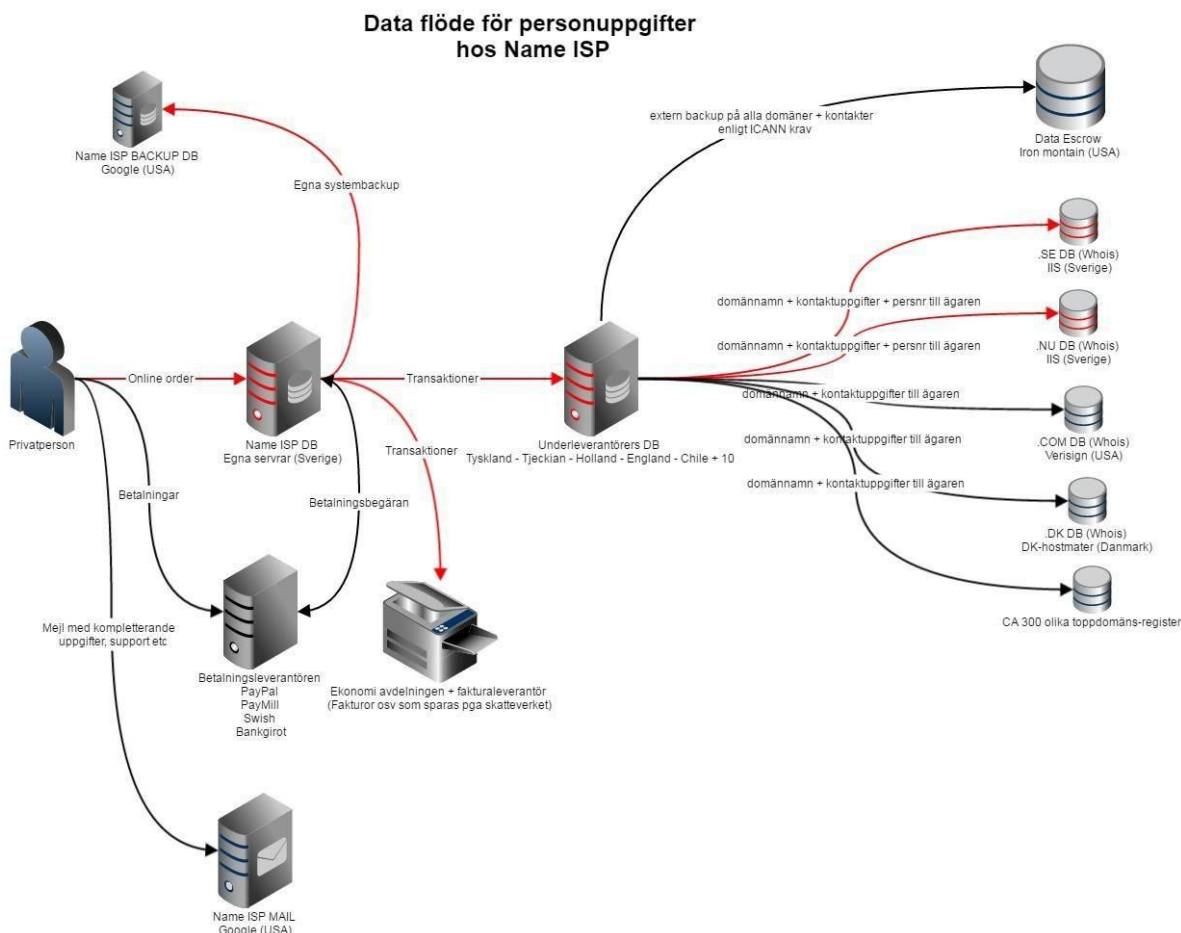 Data flöde för personuppgifter
hos Name ISP
Name ISP BACKUP DB
Google (USA)
Egna systembackup
extern backup på alla domäner + kontakter
enligt ICANN krav
Data Escrow
Iron montain (USA)
.SE DB (Whois)
IIS (Sverige)
domännamn + kontaktuppgifter + persnr till ägaren
.NU DB (Whois)
IIS (Sverige)
domännamn + kontaktuppgifter + persnr till ägaren
Privatperson
Online order
Name ISP DB
Egna servrar (Sverige)
Transaktioner
Underleverantörers DB
Tyskland - Tjeckian - Holland - England - Chile + 10
domännamn + kontaktuppgifter till ägaren
.COM DB (Whois)
Verisign (USA)
domännamn + kontaktuppgifter till ägaren
Transaktioner
Betalningar
Betalningsbegäran
domännamn + kontaktuppgifter till ägaren
.DK DB (Whois)
DK-hostmater (Danmark)
CA 300 olika toppdomäns-register
Mejl med kompletterande
uppgifter, support etc
Betalningsleverantören
PayPal
PayMill
Swish
Bankgirot
Ekonomi avdelningen + fakturaleverantör
(Fakturor osv som sparas pga skatteverket)
Name ISP MAIL
Google (USA)